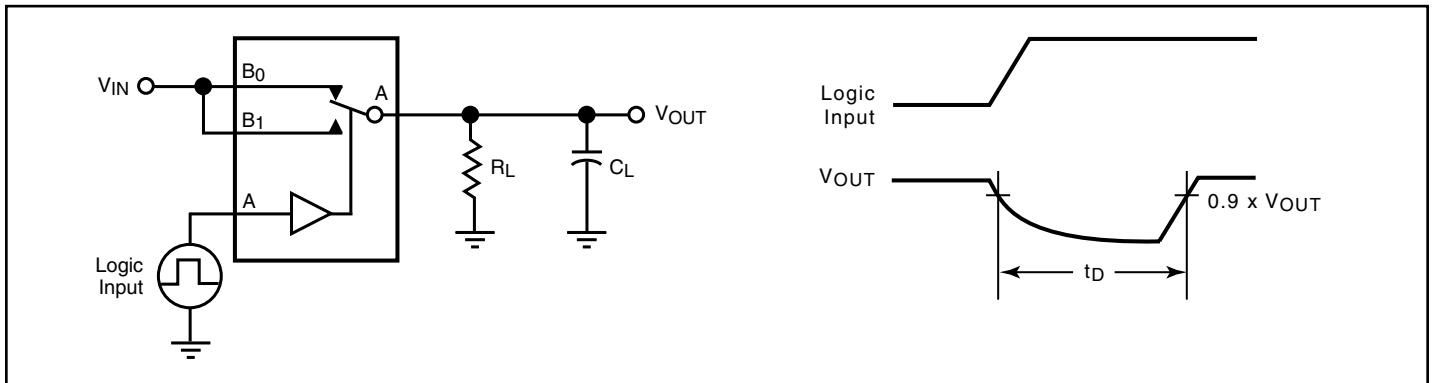 VIN
B0
B1
A
A
Logic
Input
RL
CL
VOUT
Logic
Input
VOUT
0.9 x VOUT
tD